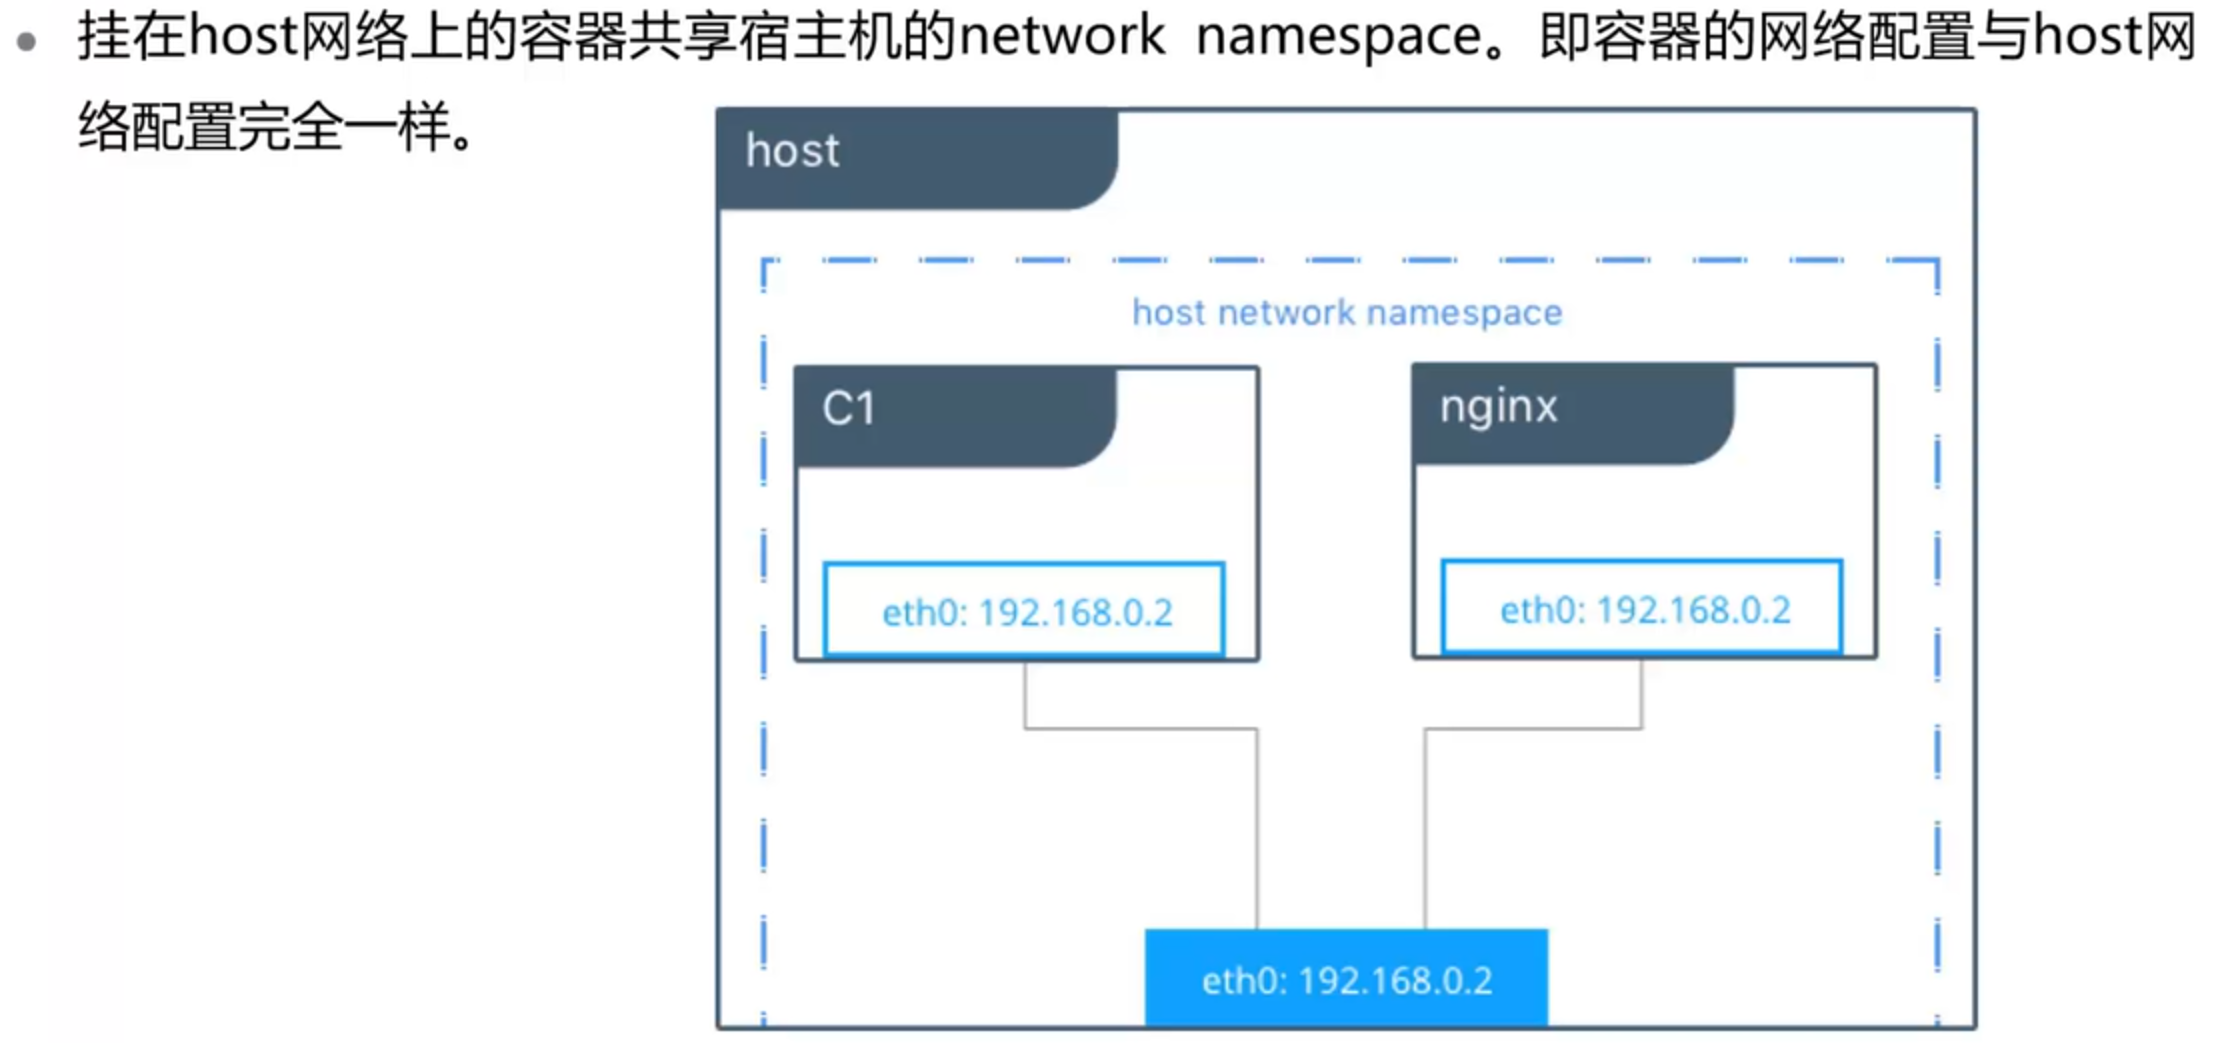 挂在host网络上的容器共享宿主机的network namespace。即容器的网络配置与host网
络配置完全一样。
host
host network namespace
C1
nginx
eth0: 192.168.0.2
eth0: 192.168.0.2
eth0: 192.168.0.2